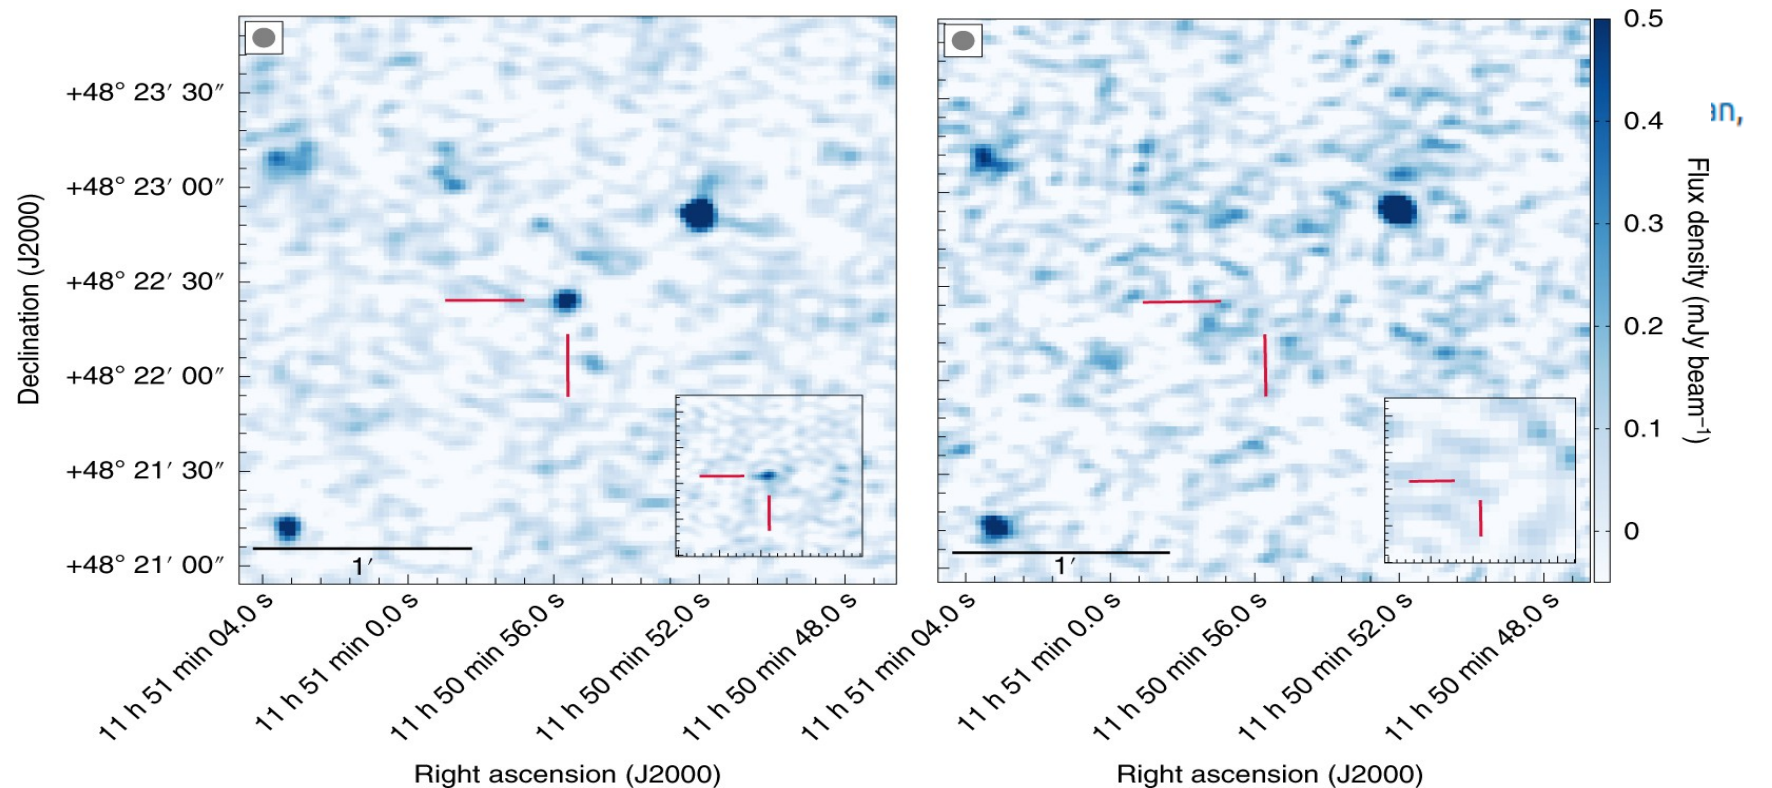 +48° 23′ 30″
+48° 23′ 00″
+48° 22′ 30″
+48° 22′ 00″
+48° 21′ 30″
+48° 21′ 00″
Declination (J2000)
1′
11 h 51 min 04.0 s
11 h 51 min 0.0 s
11 h 50 min 56.0 s
11 h 50 min 52.0 s
11 h 50 min 48.0 s
Right ascension (J2000)
1′
11 h 51 min 04.0 s
11 h 51 min 0.0 s
11 h 50 min 56.0 s
11 h 50 min 52.0 s
11 h 50 min 48.0 s
Right ascension (J2000)
0.5
0.4
0.3
0.2
0.1
0
Flux density (mJy beam⁻¹)